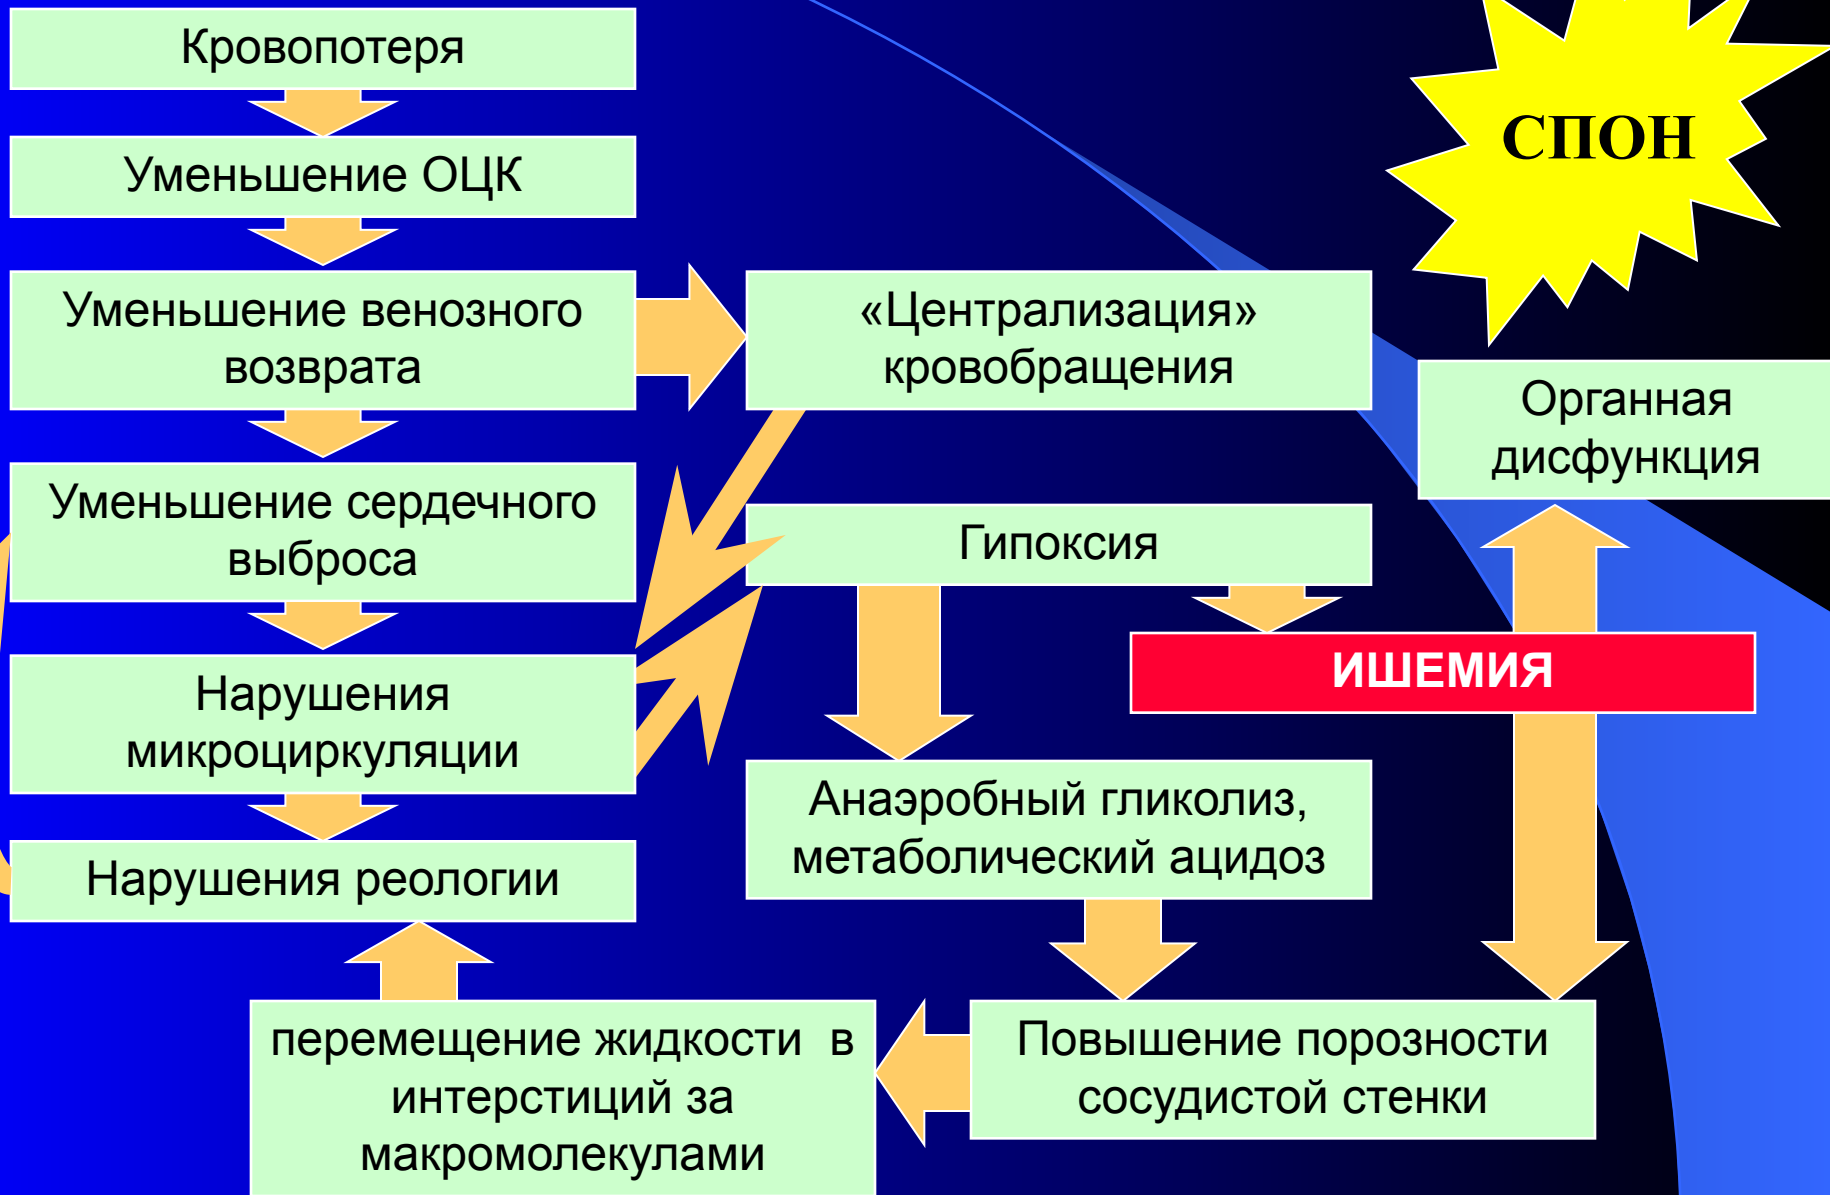 Кровопотеря
СПОН
Уменьшение ОЦК
Уменьшение венозного
возврата
«Централизация»
кровобращения
Органная
дисфункция
Уменьшение сердечного
выброса
Гипоксия
ИШЕМИЯ
Нарушения
микроциркуляции
Анаэробный гликолиз,
метаболический ацидоз
Нарушения реологии
перемещение жидкости в
интерстиций за
макромолекулами
Повышение порозности
сосудистой стенки